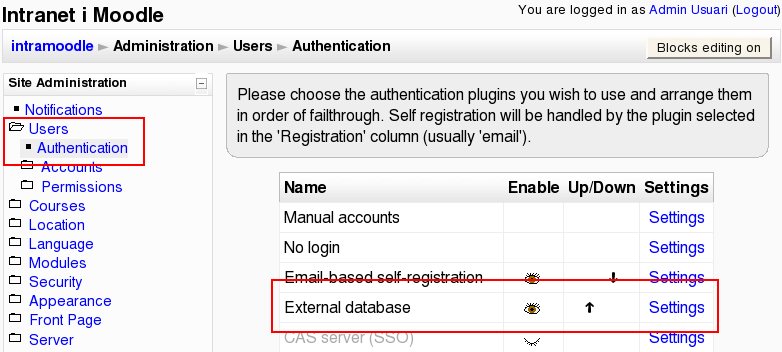 Intranet i Moodle
You are logged in as Admin Usuari (Logout)
intramoodle ► Administration ► Users ► Authentication
Blocks editing on
Site Administration
Notifications
Users
Authentication
Accounts
Permissions
Courses
Location
Language
Modules
Security
Appearance
Front Page
Server
Please choose the authentication plugins you wish to use and arrange them
in order of failthrough. Self registration will be handled by the plugin selected
in the 'Registration' column (usually 'email').
Name Enable Up/Down Settings
Manual accounts Settings
No login Settings
Email-based self-registration Settings
External database Settings
CAS server (SSO) Settings